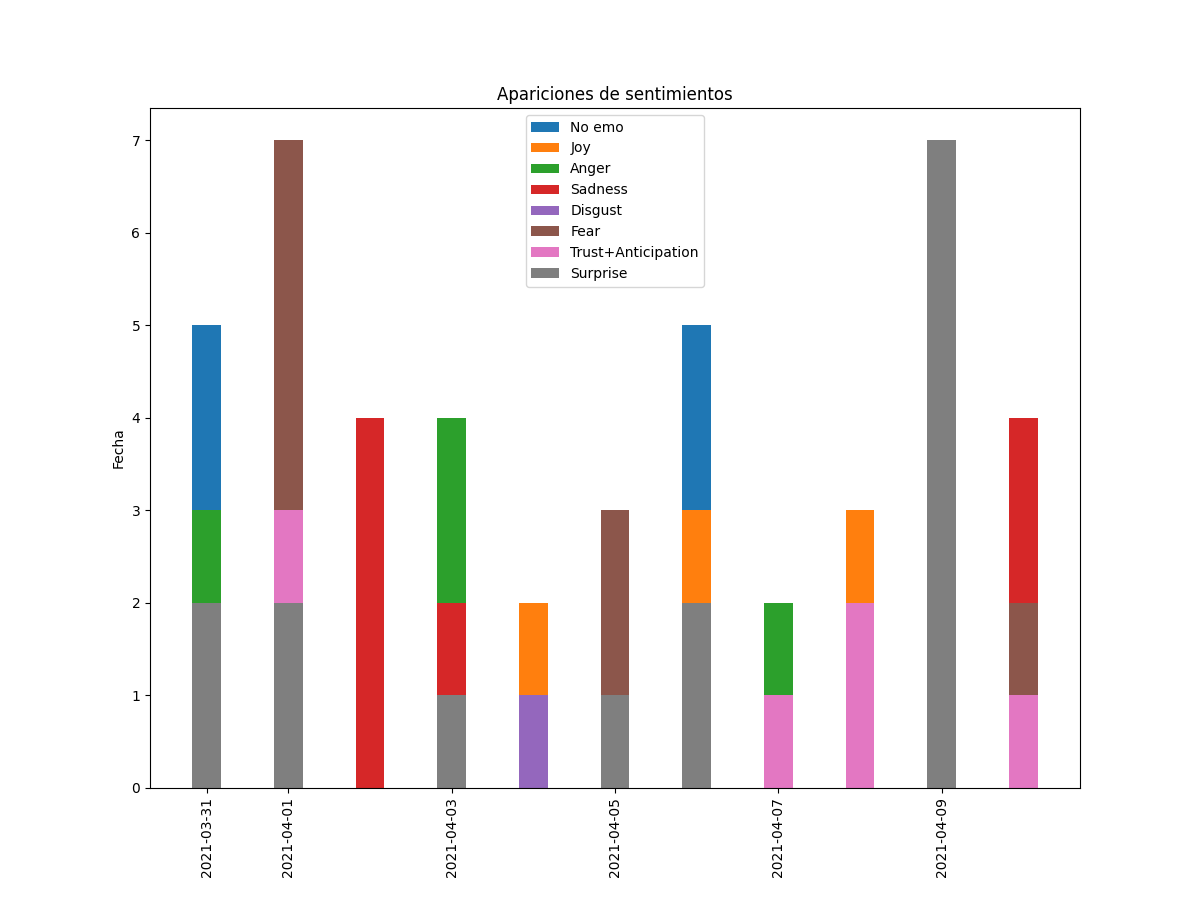 Apariciones de sentimientos
No emo
Joy
Anger
Sadness
Disgust
Fear
Trust+Anticipation
Surprise
7
6
5
4
3
2
1
0
Fecha
2021-03-31
2021-04-01
2021-04-03
2021-04-05
2021-04-07
2021-04-09